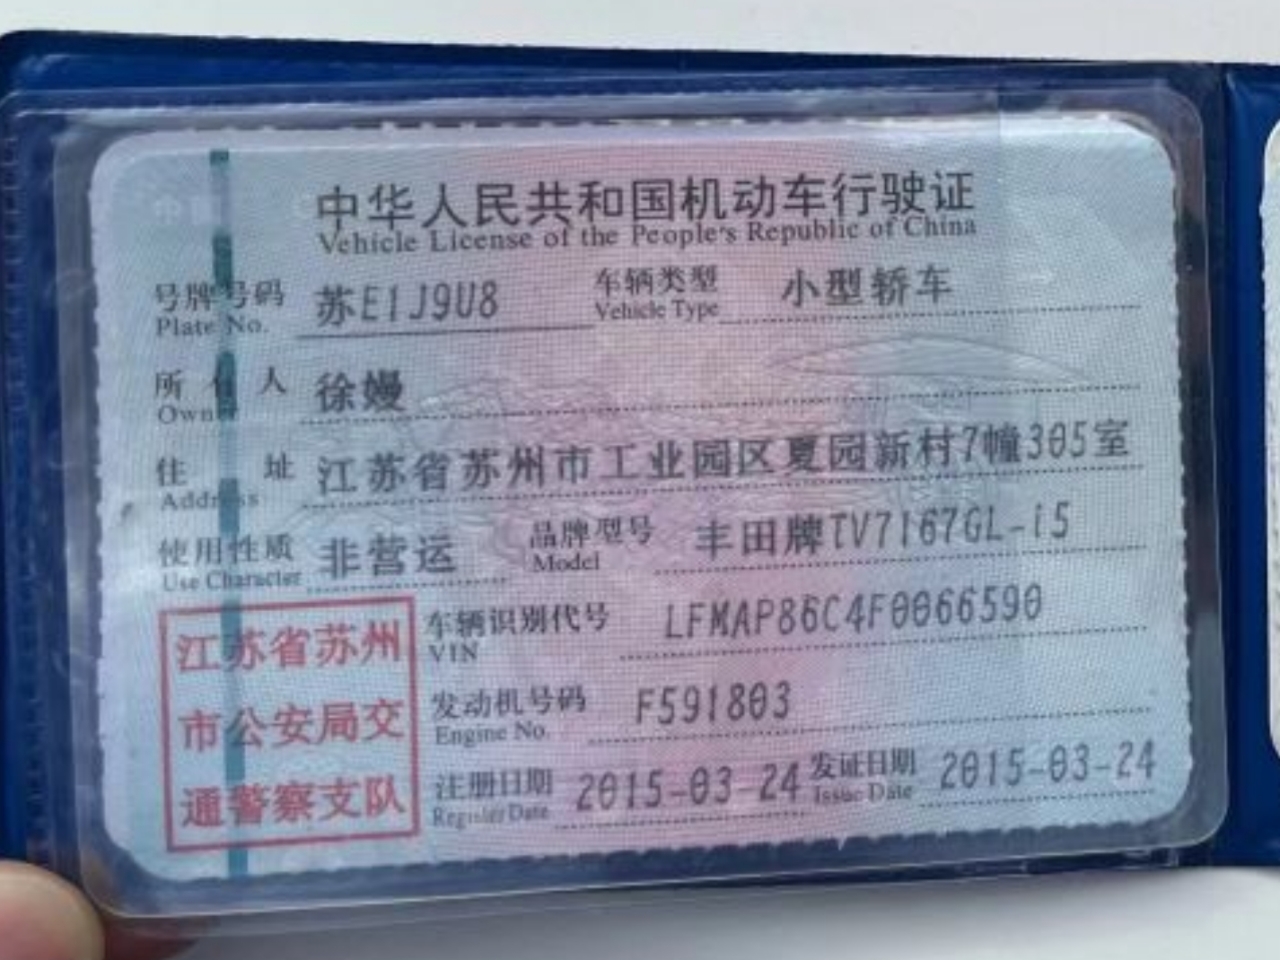 中华人民共和国机动车行驶证
Vehicle License of the People's Republic of China
号牌号码 苏E1J9U8 车辆类型 小型轿车
Plate No. Vehicle Type
所有人 徐嫚
Owner
住址 江苏省苏州市工业园区夏园新村7幢305室
Address
使用性质 非营运 品牌型号 丰田牌TV7167GL-i5
Use Character Model
车辆识别代号 LFMAP86C4F0066590
VIN
发动机号码 F591803
Engine No.
注册日期 2015-03-24 发证日期 2015-03-24
Register Date Issue Date
江苏省苏州
市公安局交
通警察支队